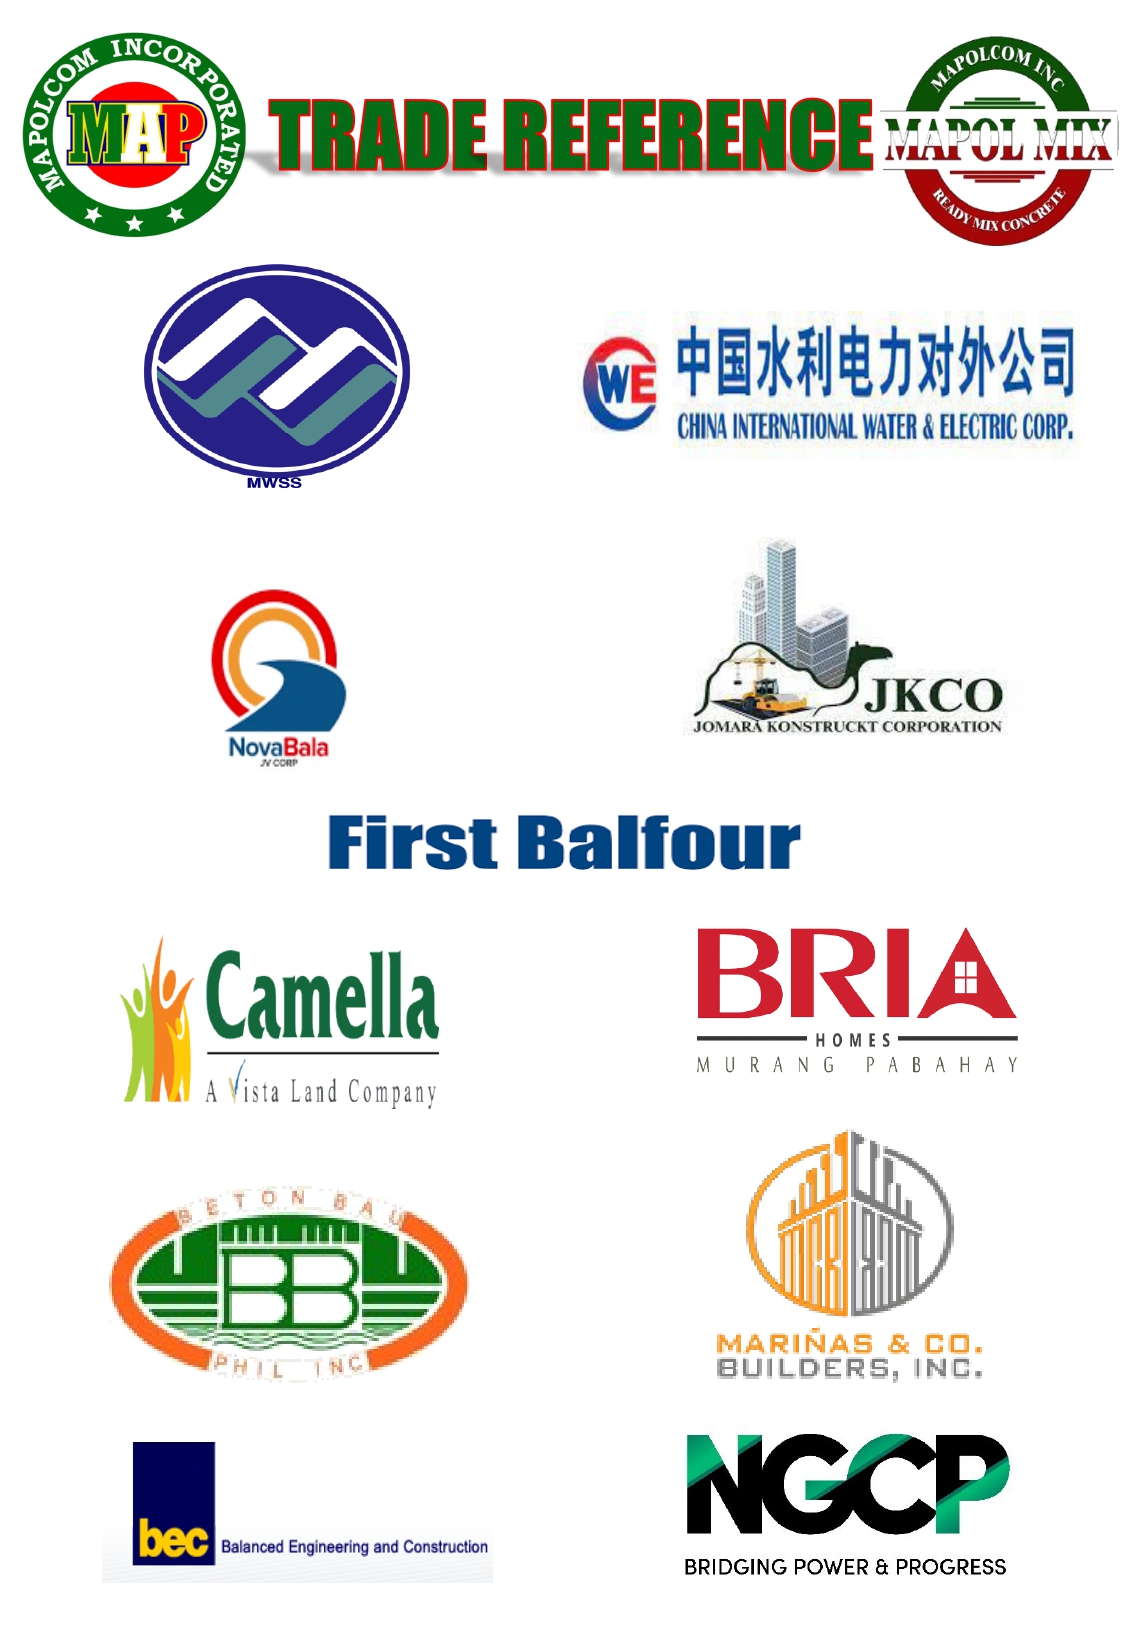 MAPOLCOM INCORPORATED
MAP
TRADE REFERENCE
MAPOLCOM INC
MAPOL MIX
READY MIX CONCRETE
MWSS
WE
中国水利电力对外公司
CHINA INTERNATIONAL WATER & ELECTRIC CORP.
NovaBala
JV CORP
JKCO
JOMARA KONSTRUCKT CORPORATION
First Balfour
Camella
A Vista Land Company
BRIA
HOMES
MURANG PABAHAY
BETON BAU
BB
PHIL INC
MARIÑAS & CO.
BUILDERS, INC.
bec
Balanced Engineering and Construction
NGCP
BRIDGING POWER & PROGRESS